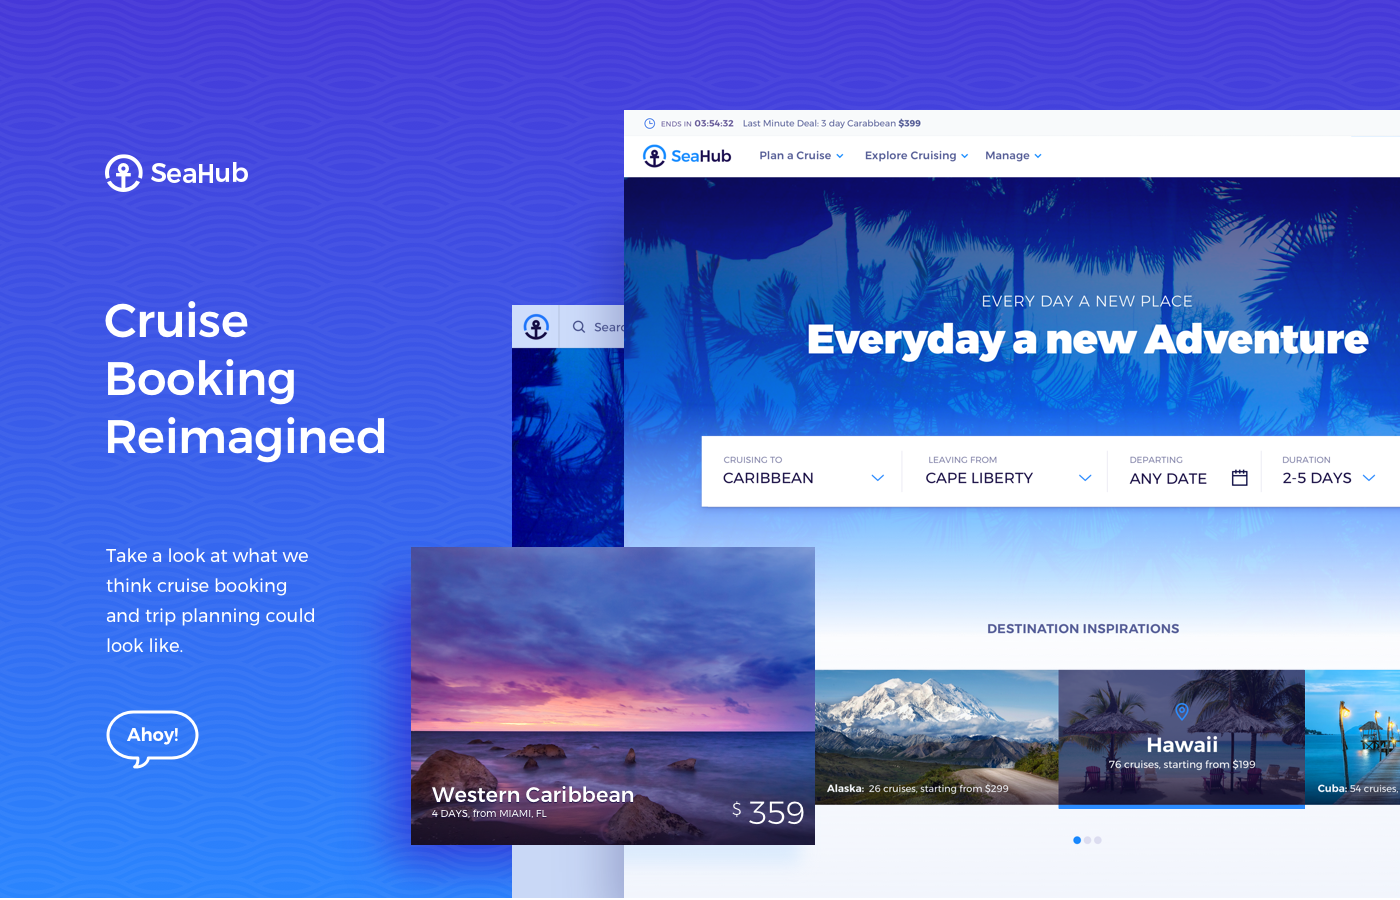 SeaHub
Cruise
Booking
Reimagined
Take a look at what we
think cruise booking
and trip planning could
look like.
Ahoy!
ENDS IN 03:54:32 Last Minute Deal: 3 day Carabbean $399
SeaHub Plan a Cruise Explore Cruising Manage
EVERY DAY A NEW PLACE
Everyday a new Adventure
CRUISING TO
CARIBBEAN
LEAVING FROM
CAPE LIBERTY
DEPARTING
ANY DATE
DURATION
2-5 DAYS
DESTINATION INSPIRATIONS
Western Caribbean
4 DAYS, from MIAMI, FL
$ 359
Alaska: 26 cruises, starting from $299
Hawaii
76 cruises, starting from $199
Cuba: 54 cruises,